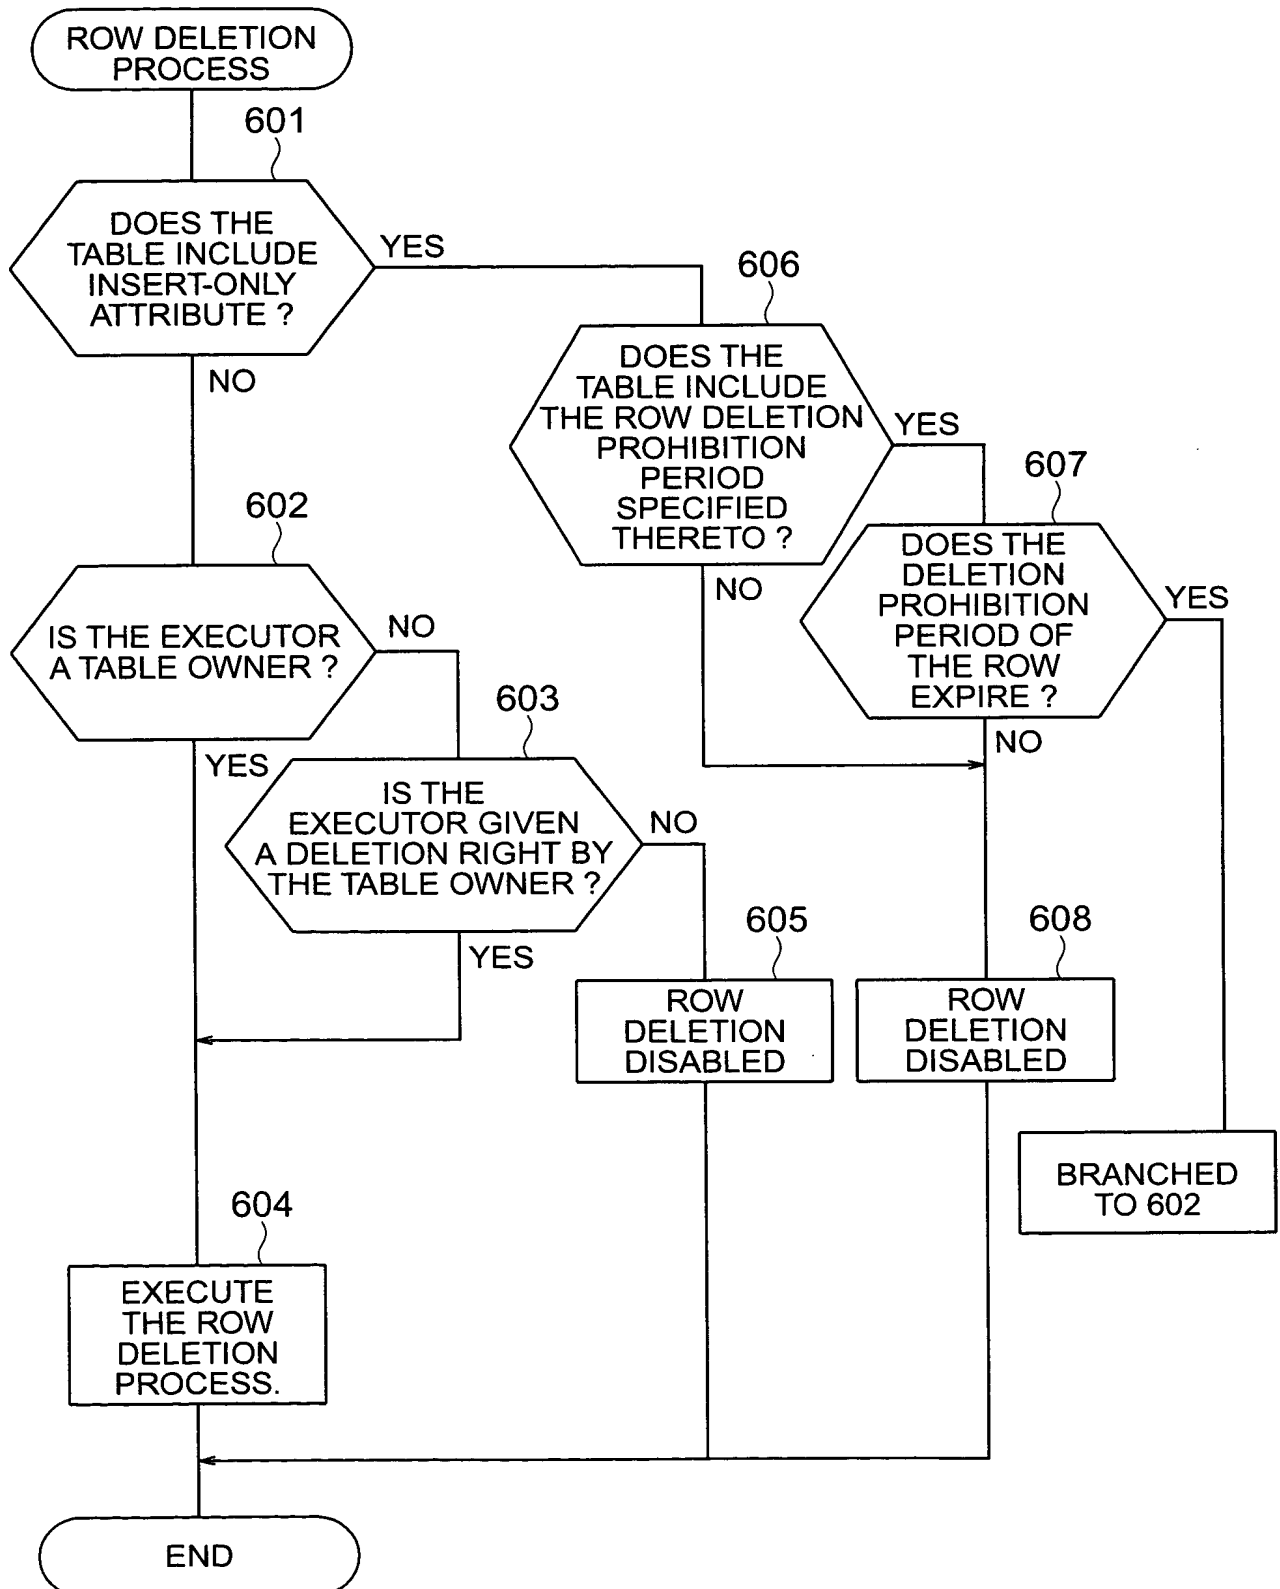 ROW DELETION
PROCESS
601
DOES THE
TABLE INCLUDE
INSERT-ONLY
ATTRIBUTE ?
YES
NO
606
DOES THE
TABLE INCLUDE
THE ROW DELETION
PROHIBITION
PERIOD
SPECIFIED
THERETO ?
YES
NO
607
DOES THE
DELETION
PROHIBITION
PERIOD OF
THE ROW
EXPIRE ?
YES
NO
602
IS THE EXECUTOR
A TABLE OWNER ?
NO
YES
603
IS THE
EXECUTOR GIVEN
A DELETION RIGHT BY
THE TABLE OWNER ?
NO
YES
605
ROW
DELETION
DISABLED
608
ROW
DELETION
DISABLED
BRANCHED
TO 602
604
EXECUTE
THE ROW
DELETION
PROCESS.
END